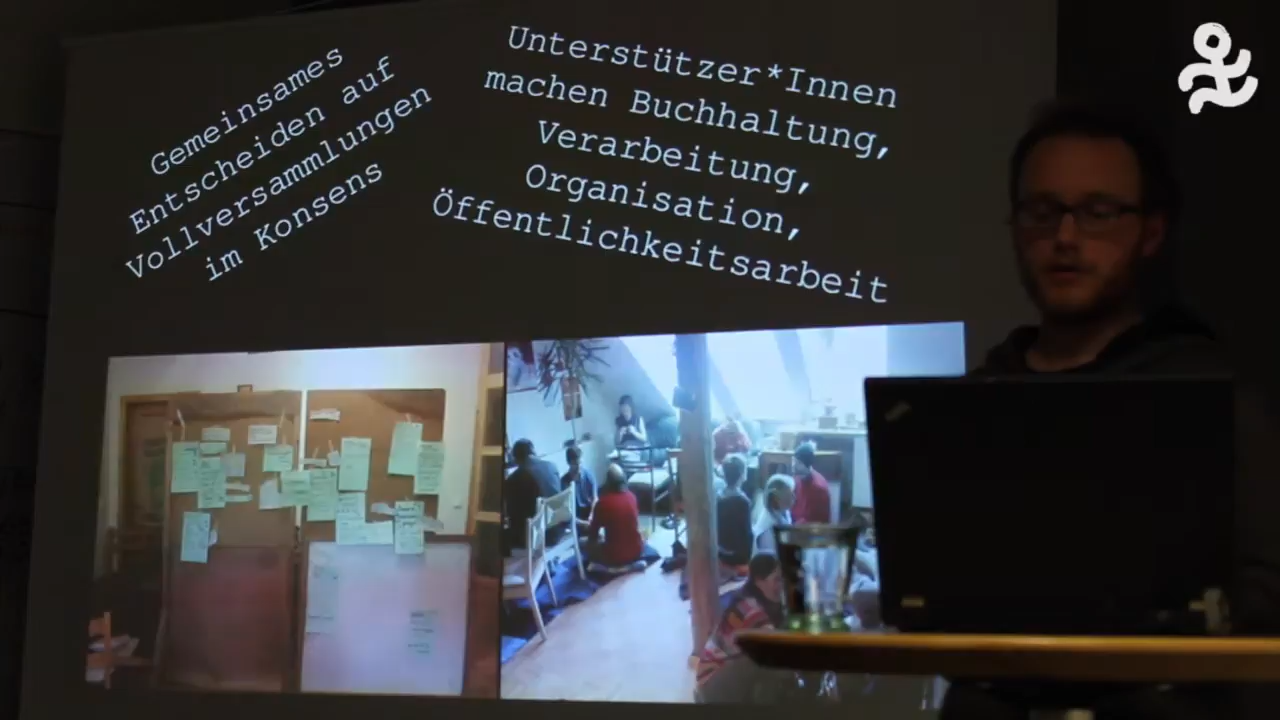 Gemeinsames
Entscheiden auf
Vollversammlungen
im Konsens
Unterstützer*Innen
machen Buchhaltung,
Verarbeitung,
Organisation,
Öffentlichkeitsarbeit